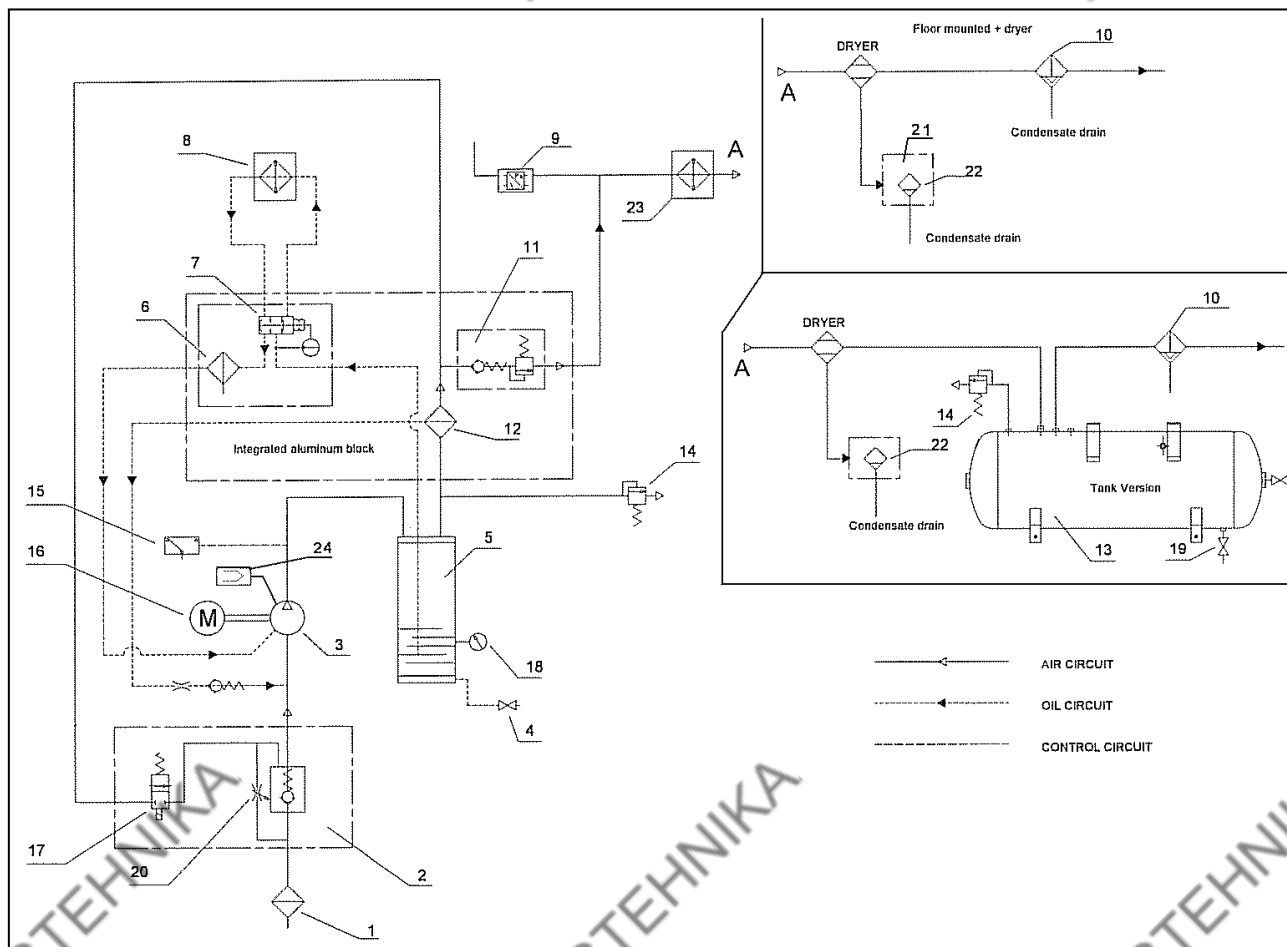 8
9
A
23
7
11
6
12
Integrated aluminum block
14
15
5
24
16
M
3
18
4
17
20
2
1
Floor mounted + dryer
10
DRYER
A
Condensate drain
21
22
Condensate drain
10
DRYER
A
14
22
Tank Version
Condensate drain
13
19
AIR CIRCUIT
OIL CIRCUIT
CONTROL CIRCUIT